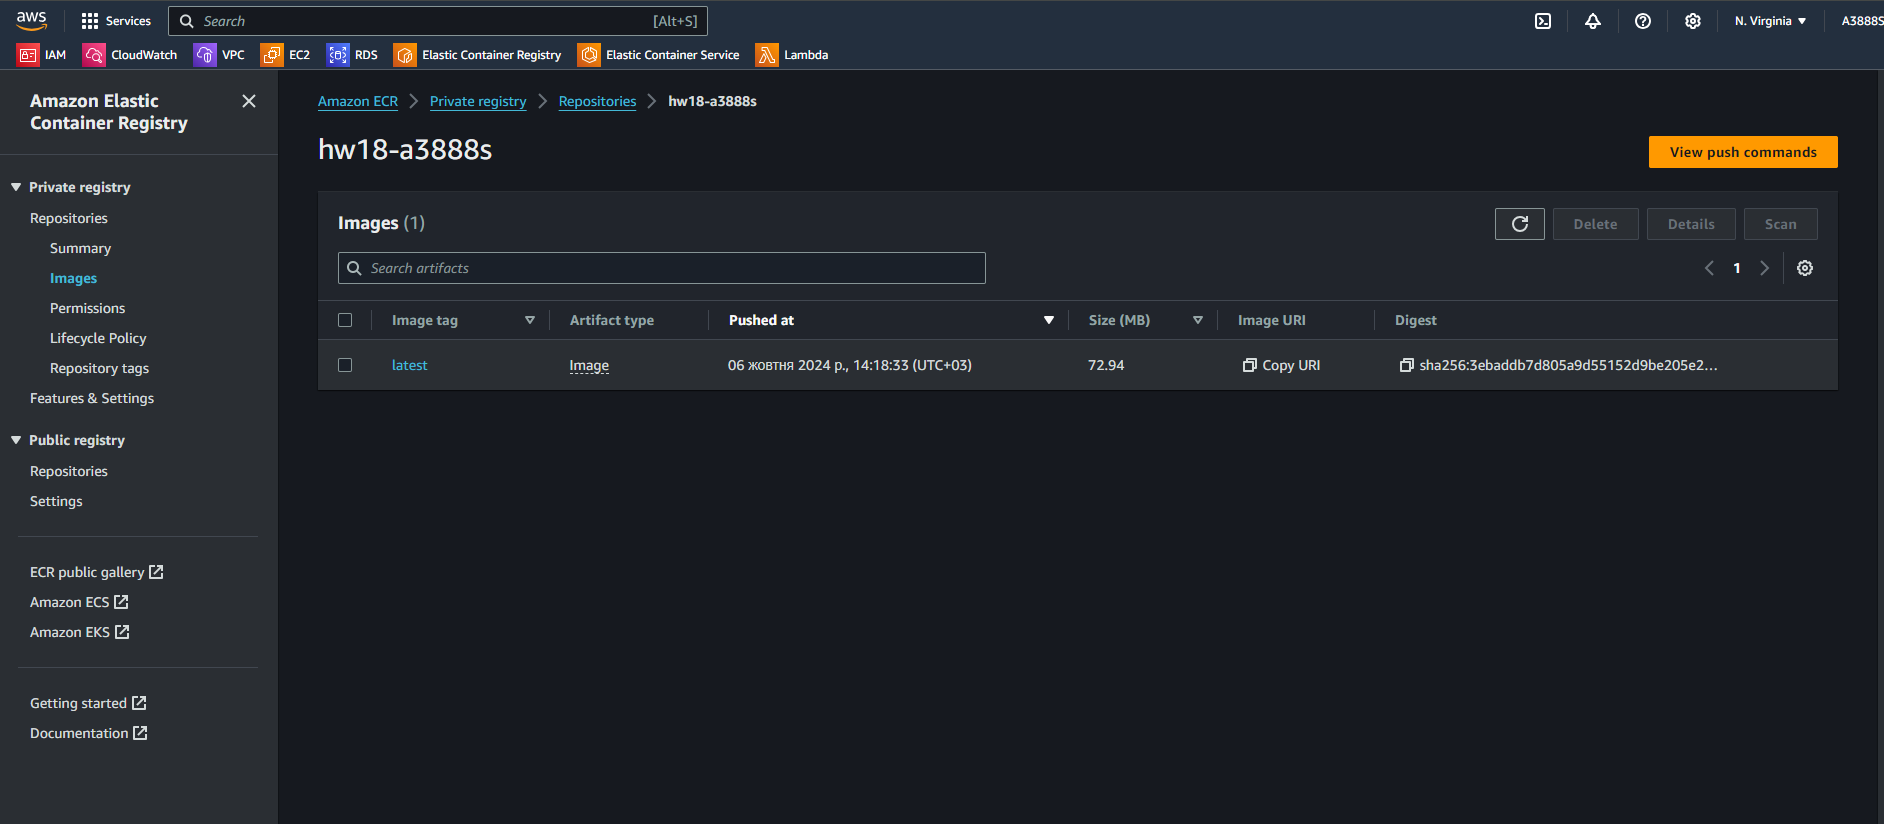 aws Services Search [Alt+S] N. Virginia A3888S
IAM CloudWatch VPC EC2 RDS Elastic Container Registry Elastic Container Service Lambda
Amazon Elastic
Container Registry
Private registry
Repositories
Summary
Images
Permissions
Lifecycle Policy
Repository tags
Features & Settings
Public registry
Repositories
Settings
ECR public gallery
Amazon ECS
Amazon EKS
Getting started
Documentation
Amazon ECR Private registry Repositories hw18-a3888s
hw18-a3888s
View push commands
Images (1)
Delete Details Scan
Search artifacts
1
Image tag Artifact type Pushed at Size (MB) Image URI Digest
latest Image 06 жовтня 2024 р., 14:18:33 (UTC+03) 72.94 Copy URI sha256:3ebaddb7d805a9d55152d9be205e2...